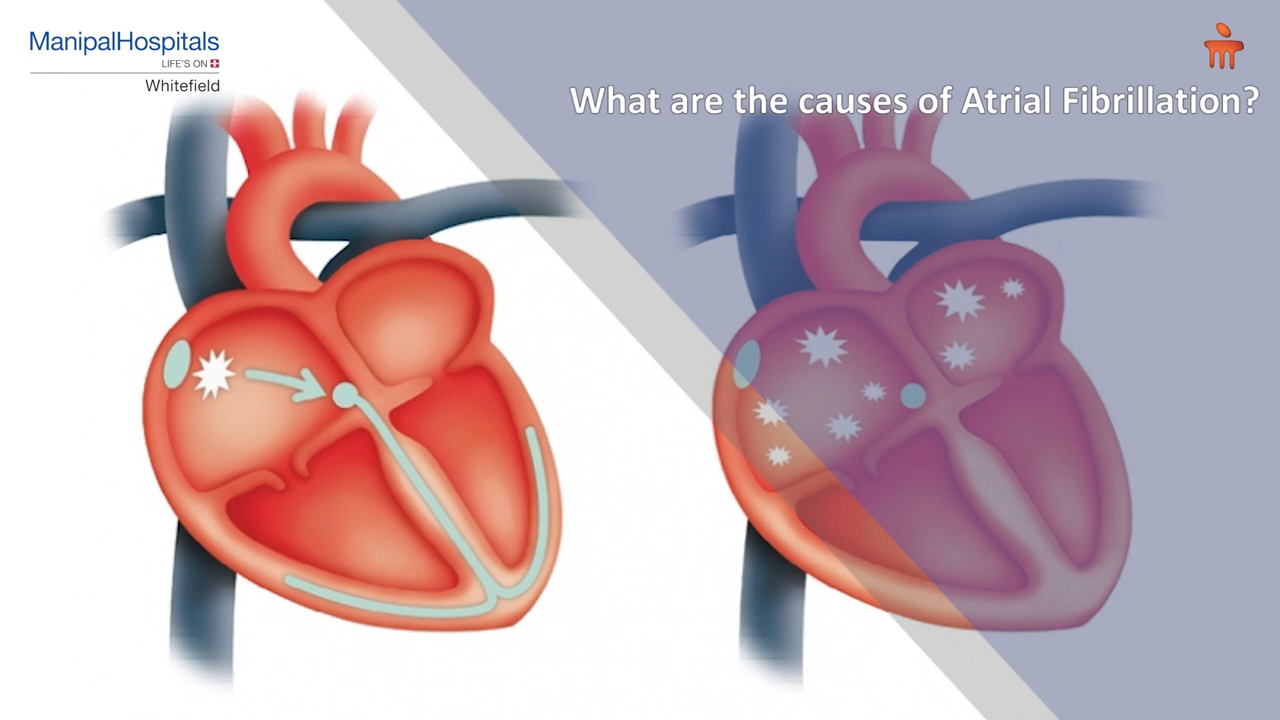 ManipalHospitals
LIFE'S ON
Whitefield
What are the causes of Atrial Fibrillation?